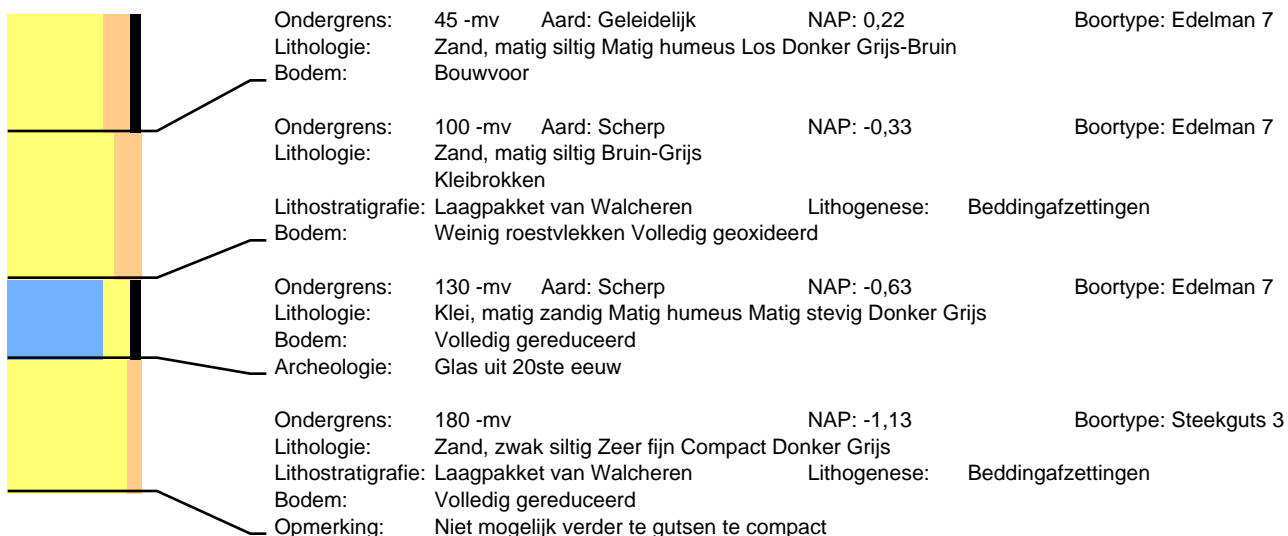 Ondergrens: 45 -mv Aard: Geleidelijk NAP: 0,22 Boortype: Edelman 7
Lithologie: Zand, matig siltig Matig humeus Los Donker Grijs-Bruin
Bodem: Bouwvoor
Ondergrens: 100 -mv Aard: Scherp NAP: -0,33 Boortype: Edelman 7
Lithologie: Zand, matig siltig Bruin-Grijs
Kleibrokken
Lithostratigrafie: Laagpakket van Walcheren Lithogenese: Beddingafzettingen
Bodem: Weinig roestvlekken Volledig geoxideerd
Ondergrens: 130 -mv Aard: Scherp NAP: -0,63 Boortype: Edelman 7
Lithologie: Klei, matig zandig Matig humeus Matig stevig Donker Grijs
Bodem: Volledig gereduceerd
Archeologie: Glas uit 20ste eeuw
Ondergrens: 180 -mv NAP: -1,13 Boortype: Steekguts 3
Lithologie: Zand, zwak siltig Zeer fijn Compact Donker Grijs
Lithostratigrafie: Laagpakket van Walcheren Lithogenese: Beddingafzettingen
Bodem: Volledig gereduceerd
Opmerking: Niet mogelijk verder te gutsen te compact